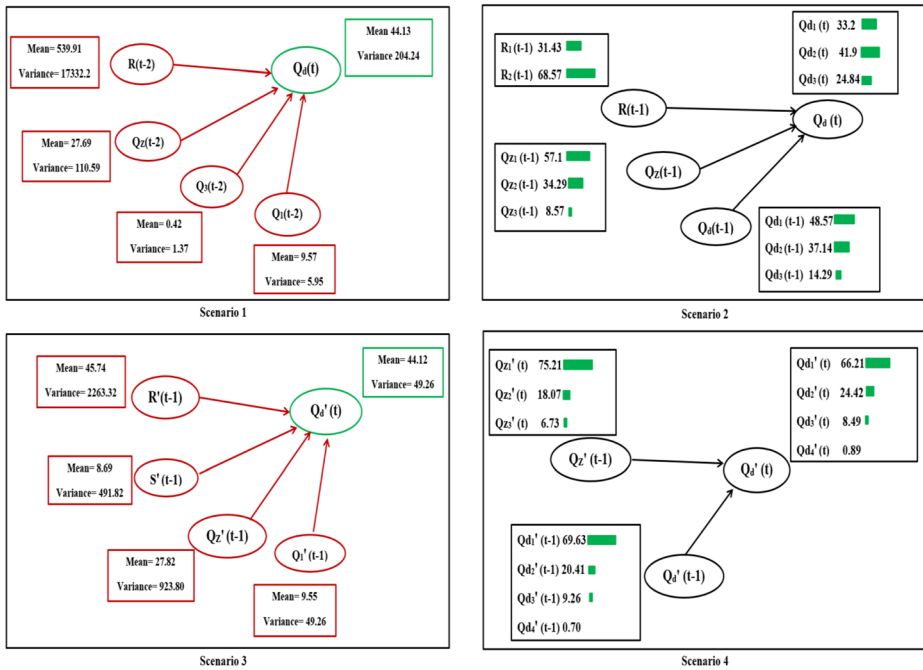 Mean= 539.91
Variance= 17332.2
R(t-2)
Qd(t)
Mean 44.13
Variance 204.24
Mean= 27.69
Variance= 110.59
QZ(t-2)
Q3(t-2)
Q1(t-2)
Mean= 0.42
Variance= 1.37
Mean= 9.57
Variance= 5.95
Scenario 1
R1(t-1) 31.43
R2(t-1) 68.57
Qd1 (t) 33.2
Qd2 (t) 41.9
Qd3 (t) 24.84
R(t-1)
Qd (t)
Qz1 (t-1) 57.1
Qz2 (t-1) 34.29
Qz3 (t-1) 8.57
QZ(t-1)
Qd(t-1)
Qd1 (t-1) 48.57
Qd2 (t-1) 37.14
Qd3 (t-1) 14.29
Scenario 2
Mean= 45.74
Variance= 2263.32
R'(t-1)
Qd'(t)
Mean= 44.12
Variance= 49.26
Mean= 8.69
Variance= 491.82
S'(t-1)
QZ'(t-1)
Q1'(t-1)
Mean= 27.82
Variance= 923.80
Mean= 9.55
Variance= 49.26
Scenario 3
Qz1' (t) 75.21
Qz2' (t) 18.07
Qz3' (t) 6.73
Qd1' (t) 66.21
Qd2' (t) 24.42
Qd3' (t) 8.49
Qd4' (t) 0.89
QZ'(t-1)
Qd' (t)
Qd1' (t-1) 69.63
Qd2' (t-1) 20.41
Qd3' (t-1) 9.26
Qd4' (t-1) 0.70
Qd' (t-1)
Scenario 4